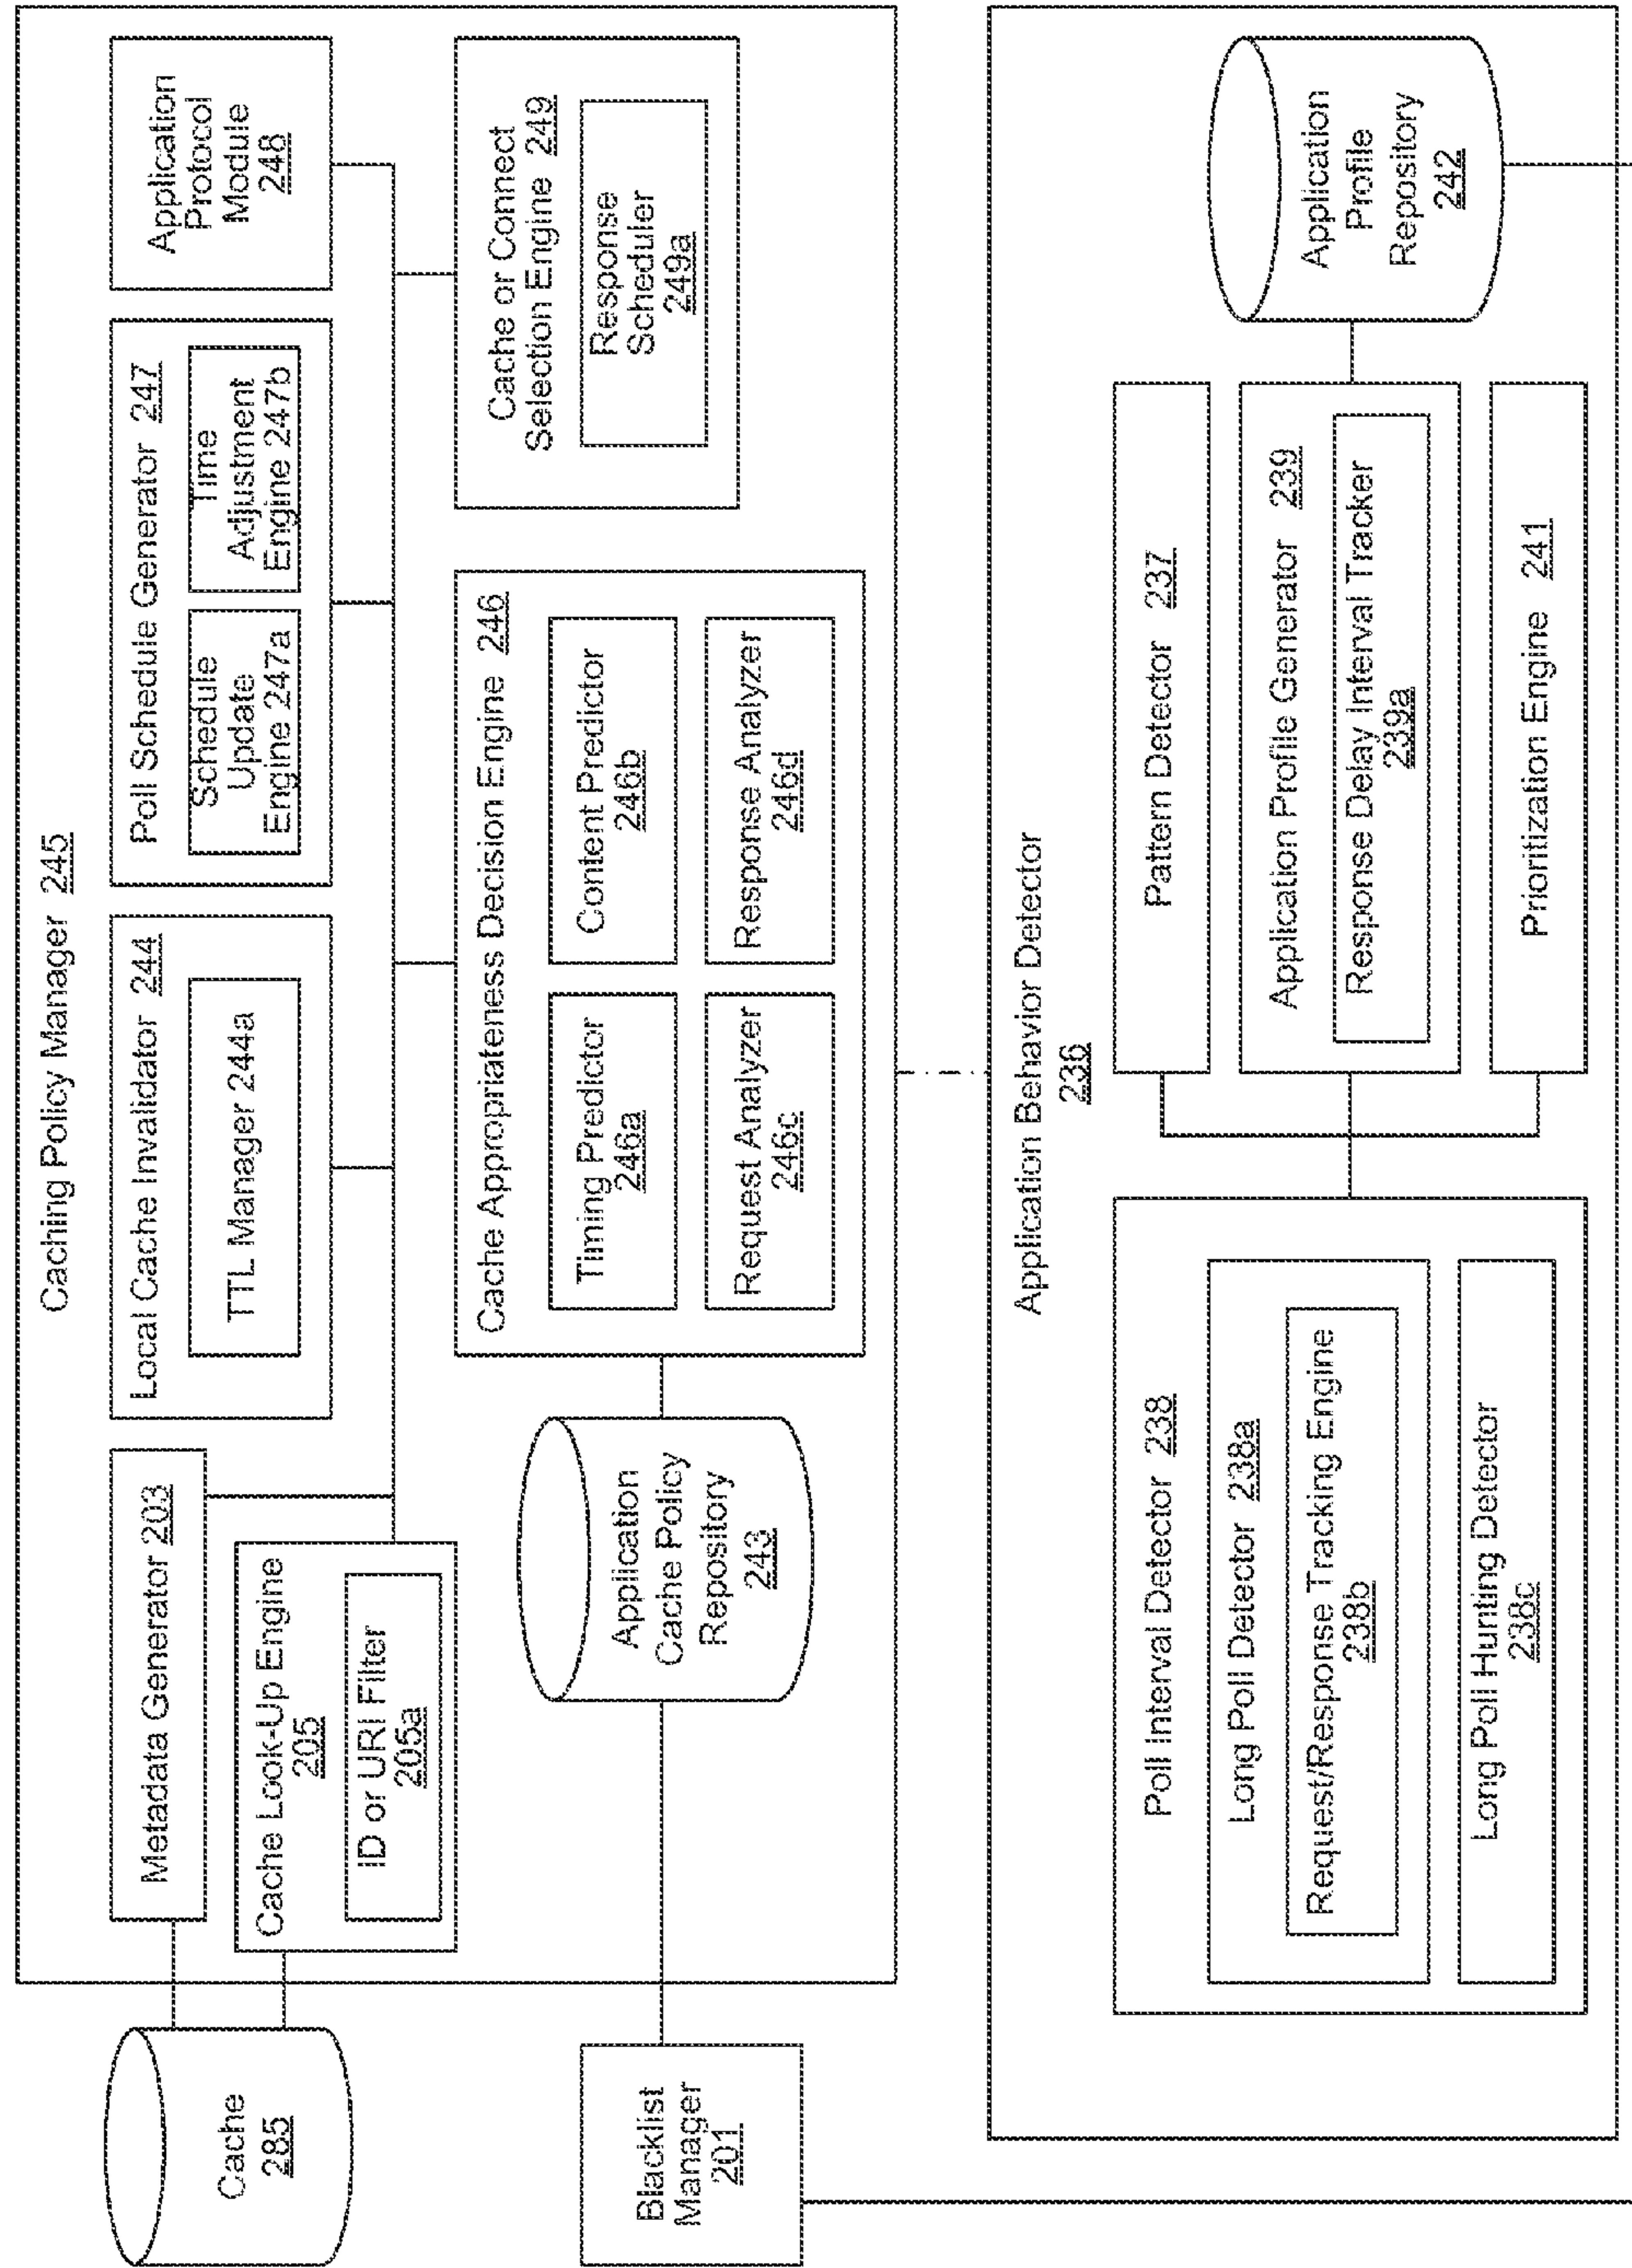 Caching Policy Manager 245
Cache
285
Metadata Generator 203
Cache Look-Up Engine
205
ID or URI Filter
205a
Local Cache Invalidator 244
TTL Manager 244a
Poll Schedule Generator 247
Schedule
Update
Engine 247a
Time
Adjustment
Engine 247b
Application
Protocol
Module
248
Blacklist
Manager
201
Application
Cache Policy
Repository
243
Cache Appropriateness Decision Engine 246
Timing Predictor
246a
Content Predictor
246b
Request Analyzer
246c
Response Analyzer
246d
Cache or Connect
Selection Engine 249
Response
Scheduler
249a
Application Behavior Detector
236
Poll Interval Detector 238
Long Poll Detector 238a
Request/Response Tracking Engine
238b
Long Poll Hunting Detector
238c
Pattern Detector 237
Application Profile Generator 239
Response Delay Interval Tracker
239a
Prioritization Engine 241
Application
Profile
Repository
242